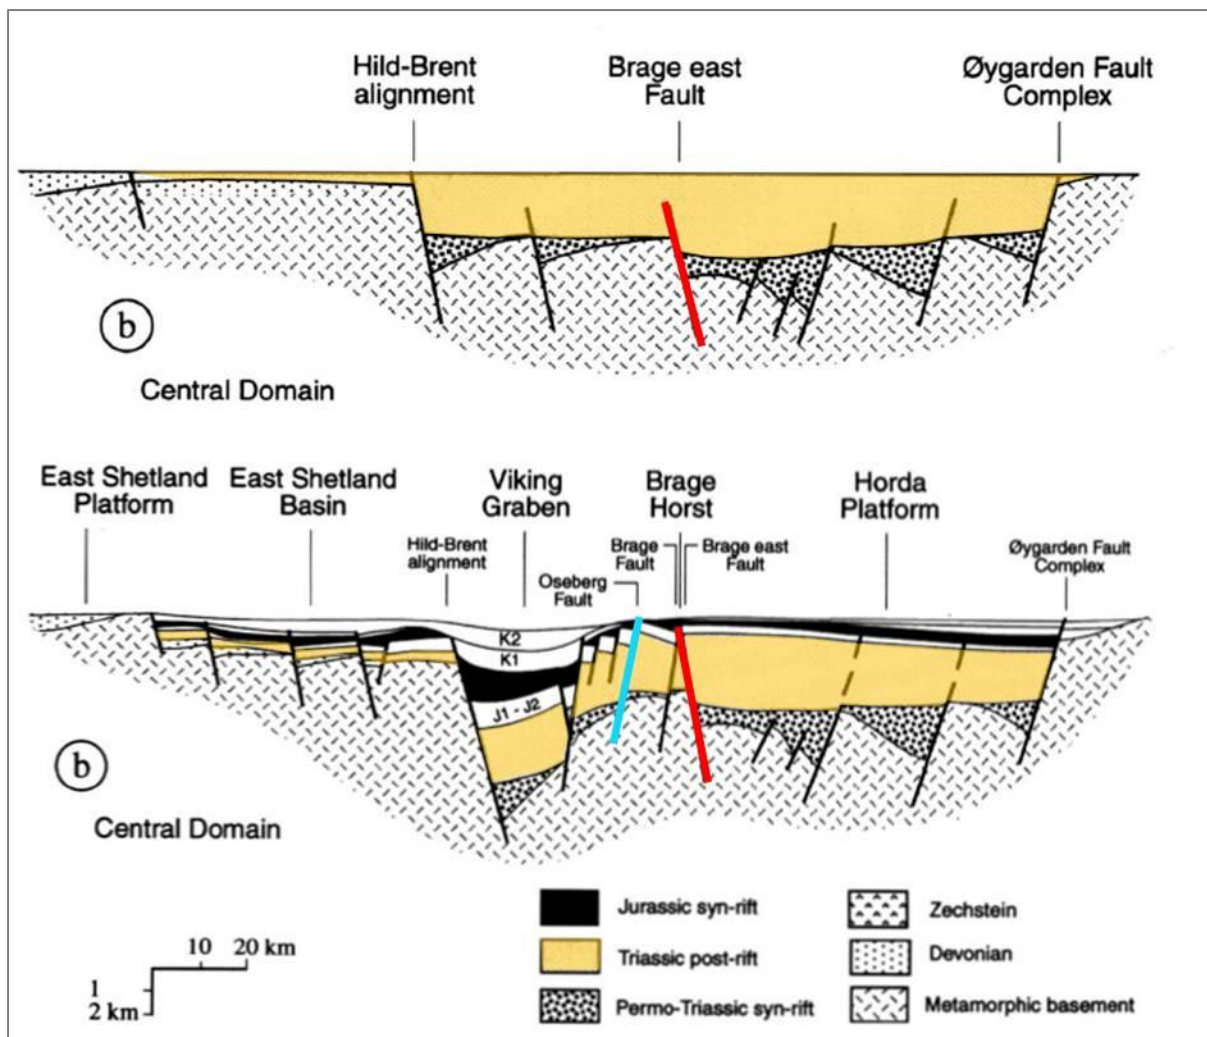 Hild-Brent
alignment
Brage east
Fault
Øygarden Fault
Complex
b
Central Domain
East Shetland
Platform
East Shetland
Basin
Viking
Graben
Brage
Horst
Horda
Platform
Hild-Brent
alignment
Oseberg
Fault
Brage
Fault
Brage east
Fault
Øygarden Fault
Complex
K2
K1
J1 - J2
b
Central Domain
10 20 km
1
2 km
Jurassic syn-rift
Triassic post-rift
Permo-Triassic syn-rift
Zechstein
Devonian
Metamorphic basement